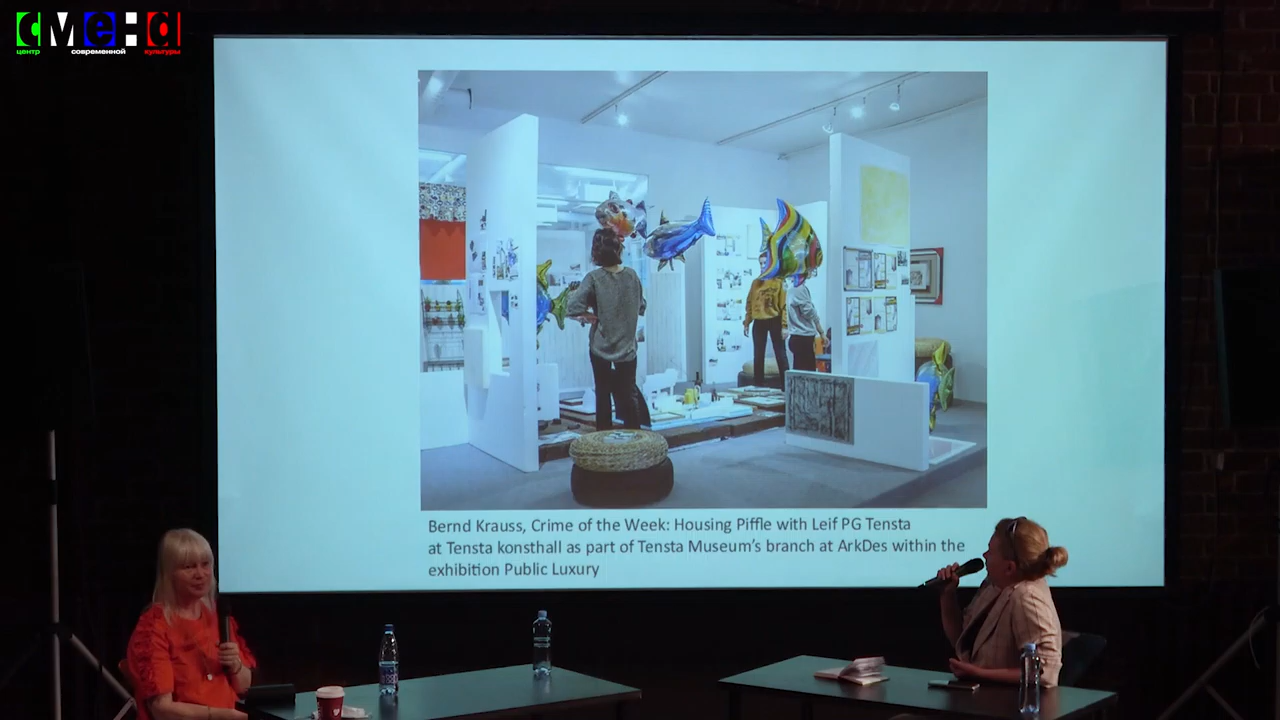 смена
центр современной культуры
Bernd Krauss, Crime of the Week: Housing Piffle with Leif PG Tensta
at Tensta konsthall as part of Tensta Museum's branch at ArkDes within the
exhibition Public Luxury